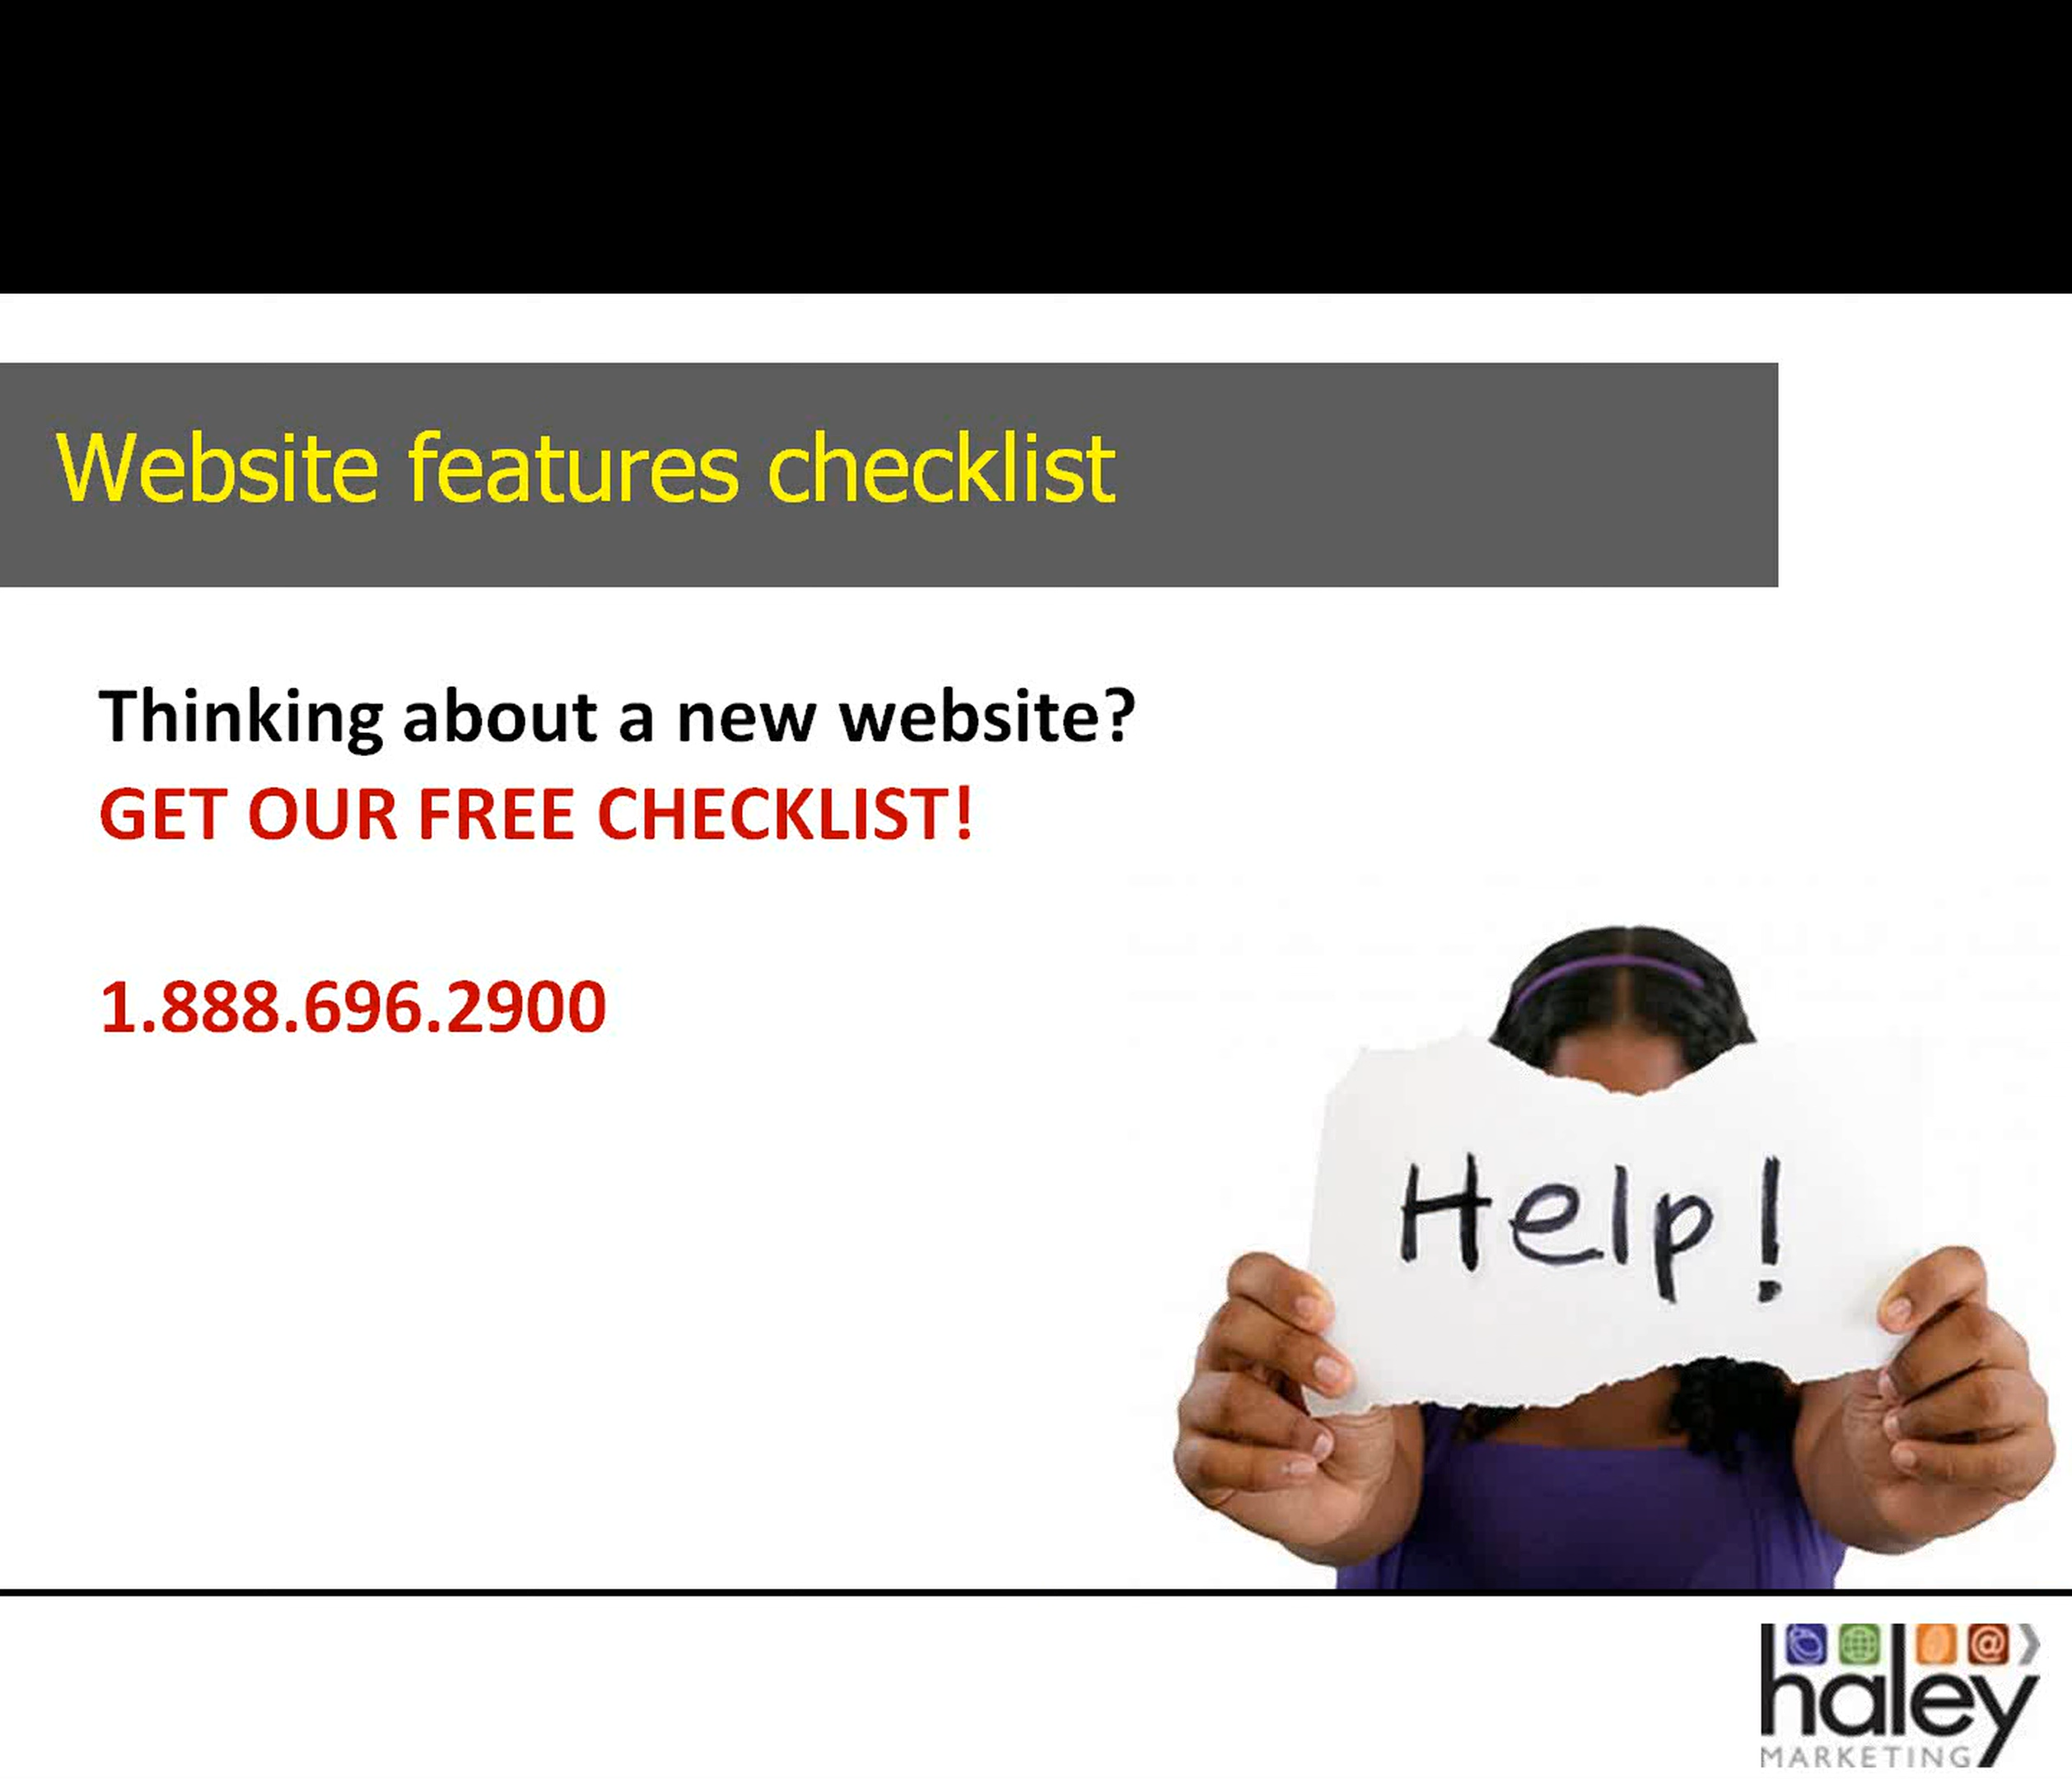 Website features checklist
Thinking about a new website?
GET OUR FREE CHECKLIST!
1.888.696.2900
Help!
haley
MARKETING